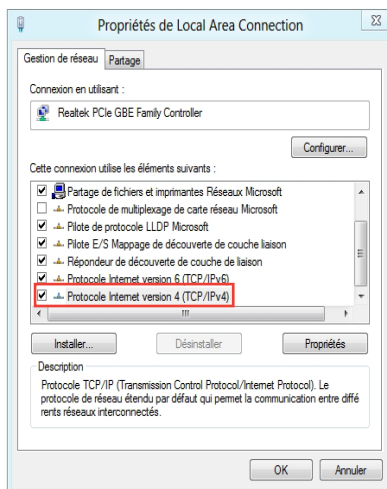 Propriétés de Local Area Connection
Gestion de réseau Partage
Connexion en utilisant :
Realtek PCIe GBE Family Controller
Configurer...
Cette connexion utilise les éléments suivants :
Partage de fichiers et imprimantes Réseaux Microsoft
Protocole de multiplexage de carte réseau Microsoft
Pilote de protocole LLDP Microsoft
Pilote E/S Mappage de découverte de couche liaison
Répondeur de découverte de couche de liaison
Protocole Internet version 6 (TCP/IPv6)
Protocole Internet version 4 (TCP/IPv4)
Installer... Désinstaller Propriétés
Description
Protocole TCP/IP (Transmission Control Protocol/Internet Protocol). Le
protocole de réseau étendu par défaut qui permet la communication entre diffé
rents réseaux interconnectés.
OK Annuler